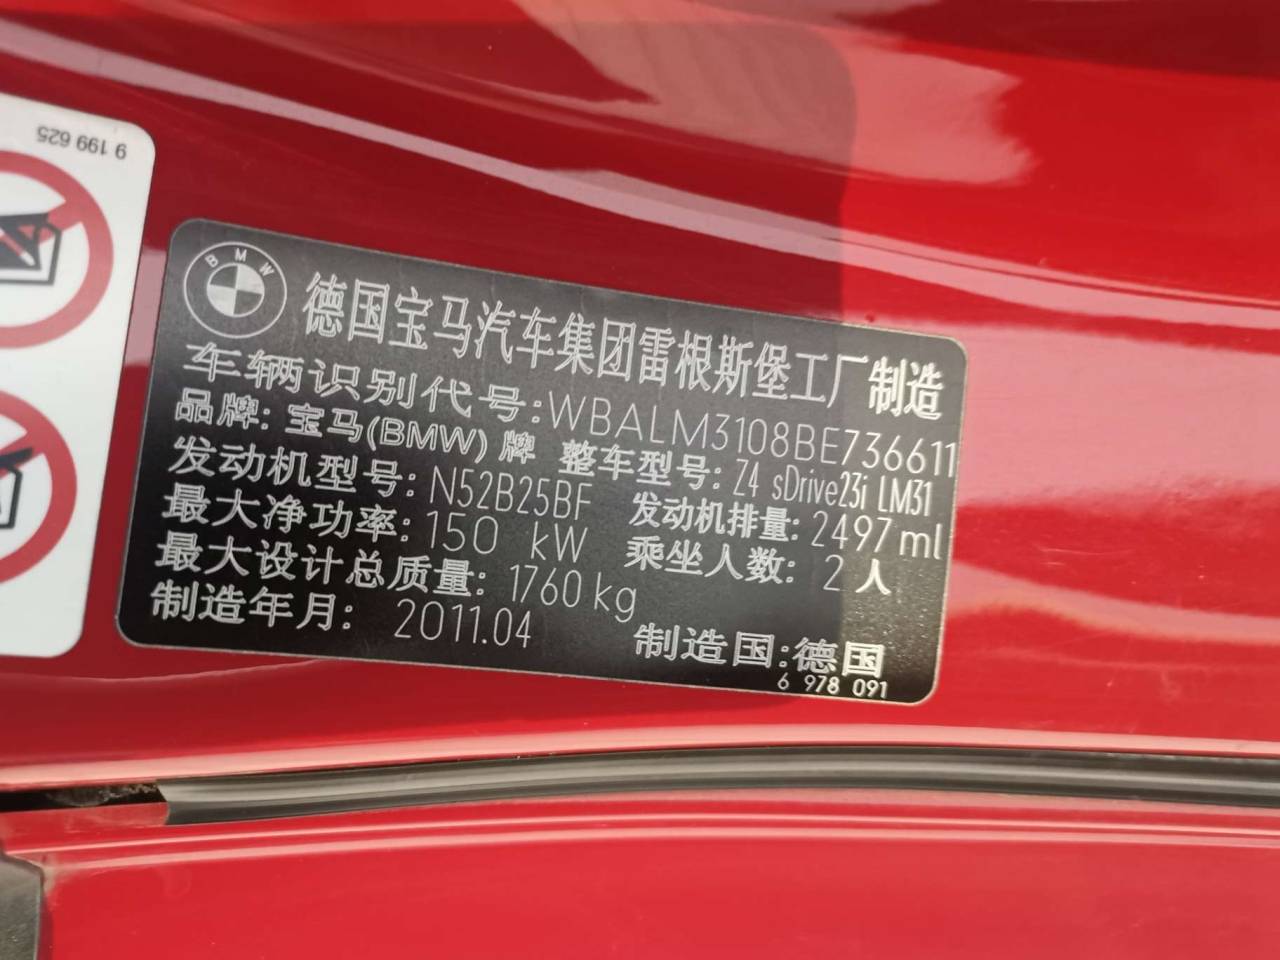 9 199 625
BMW
德国宝马汽车集团雷根斯堡工厂制造
车辆识别代号:WBALM3108BE736611
品牌: 宝马(BMW)牌 整车型号: Z4 sDrive23i LM31
发动机型号: N52B25BF 发动机排量: 2497ml
最大净功率: 150 kW 乘坐人数: 2人
最大设计总质量: 1760kg
制造年月: 2011.04 制造国:德国
6 978 091